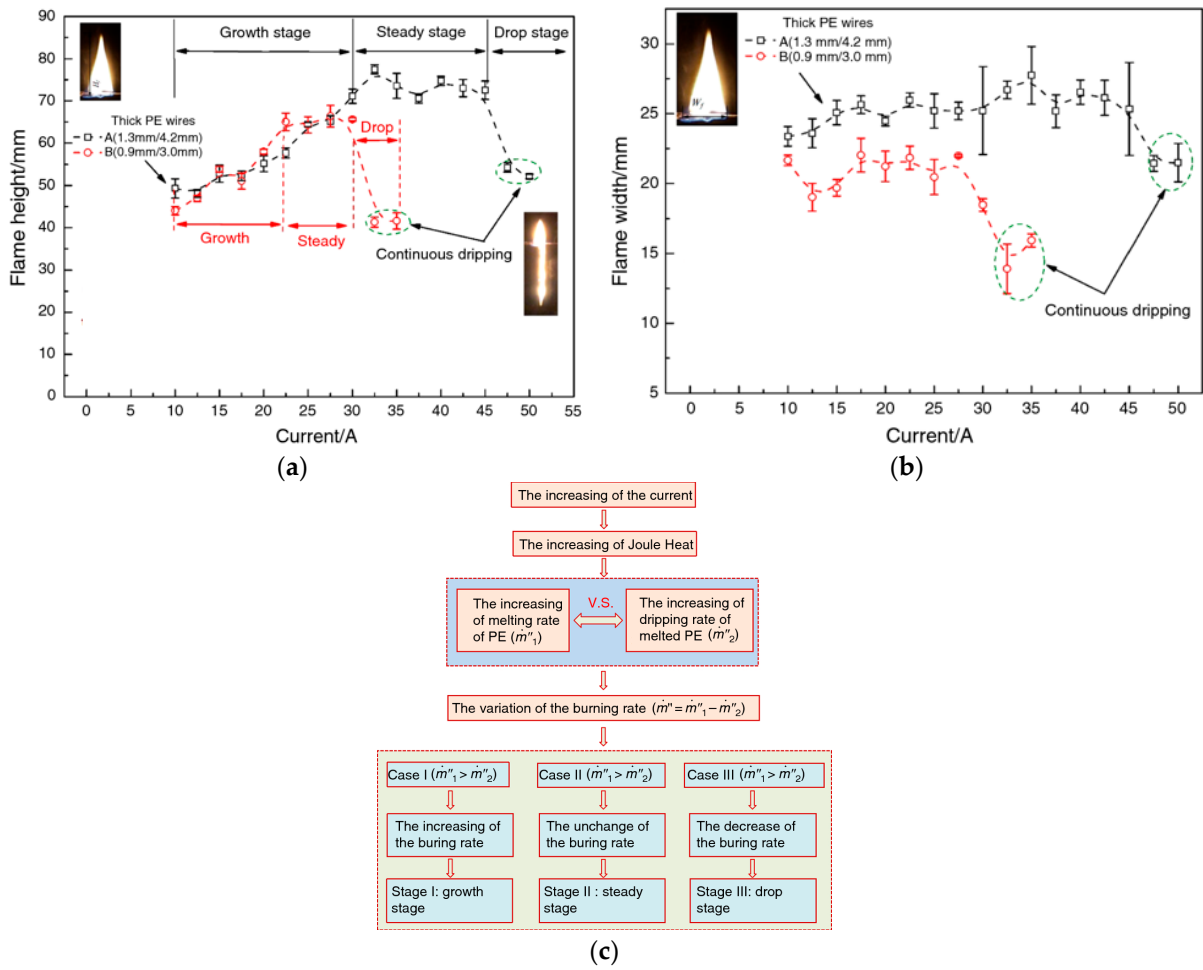 Growth stage
Steady stage
Drop stage
Thick PE wires
A(1.3mm/4.2mm)
B(0.9mm/3.0mm)
Drop
Growth
Steady
Continuous dripping
90
80
70
60
50
40
30
20
10
0
Flame height/mm
0 5 10 15 20 25 30 35 40 45 50 55
Current/A
(a)
Thick PE wires
A(1.3 mm/4.2 mm)
B(0.9 mm/3.0 mm)
W_f
Continuous dripping
30
25
20
15
10
5
Flame width/mm
0 5 10 15 20 25 30 35 40 45 50
Current/A
(b)
The increasing of the current
The increasing of Joule Heat
The increasing
of melting rate
of PE (ṁ″₁)
V.S.
The increasing of
dripping rate of
melted PE (ṁ″₂)
The variation of the burning rate (ṁ″ = ṁ″₁ − ṁ″₂)
Case I (ṁ″₁ > ṁ″₂)
Case II (ṁ″₁ > ṁ″₂)
Case III (ṁ″₁ > ṁ″₂)
The increasing of
the buring rate
The unchange of
the buring rate
The decrease of
the buring rate
Stage I: growth
stage
Stage II : steady
stage
Stage III: drop
stage
(c)